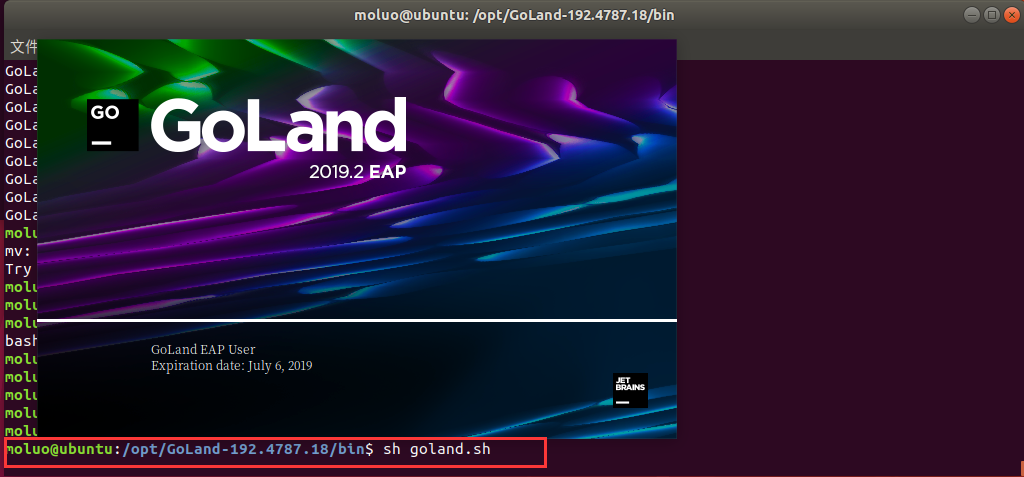 moluo@ubuntu: /opt/GoLand-192.4787.18/bin
文件
GoLa
GoLa
GoLa
GoLa
GoLa
GoLa
GoLa
GoLa
GoLa
molu
mv:
Try
molu
molu
molu
bash
molu
molu
molu
molu
molu
GO
GoLand
2019.2 EAP
GoLand EAP User
Expiration date: July 6, 2019
JET
BRAINS
moluo@ubuntu:/opt/GoLand-192.4787.18/bin$ sh goland.sh